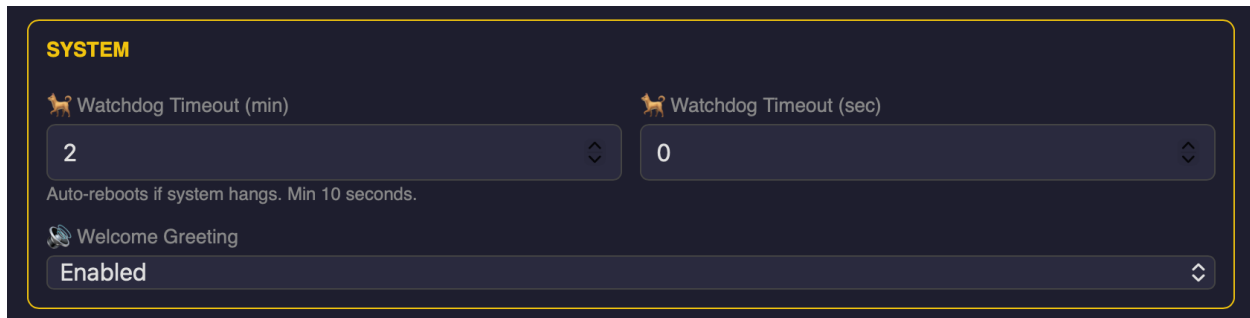 SYSTEM
🐕 Watchdog Timeout (min)
🐕 Watchdog Timeout (sec)
2
0
Auto-reboots if system hangs. Min 10 seconds.
🔊 Welcome Greeting
Enabled